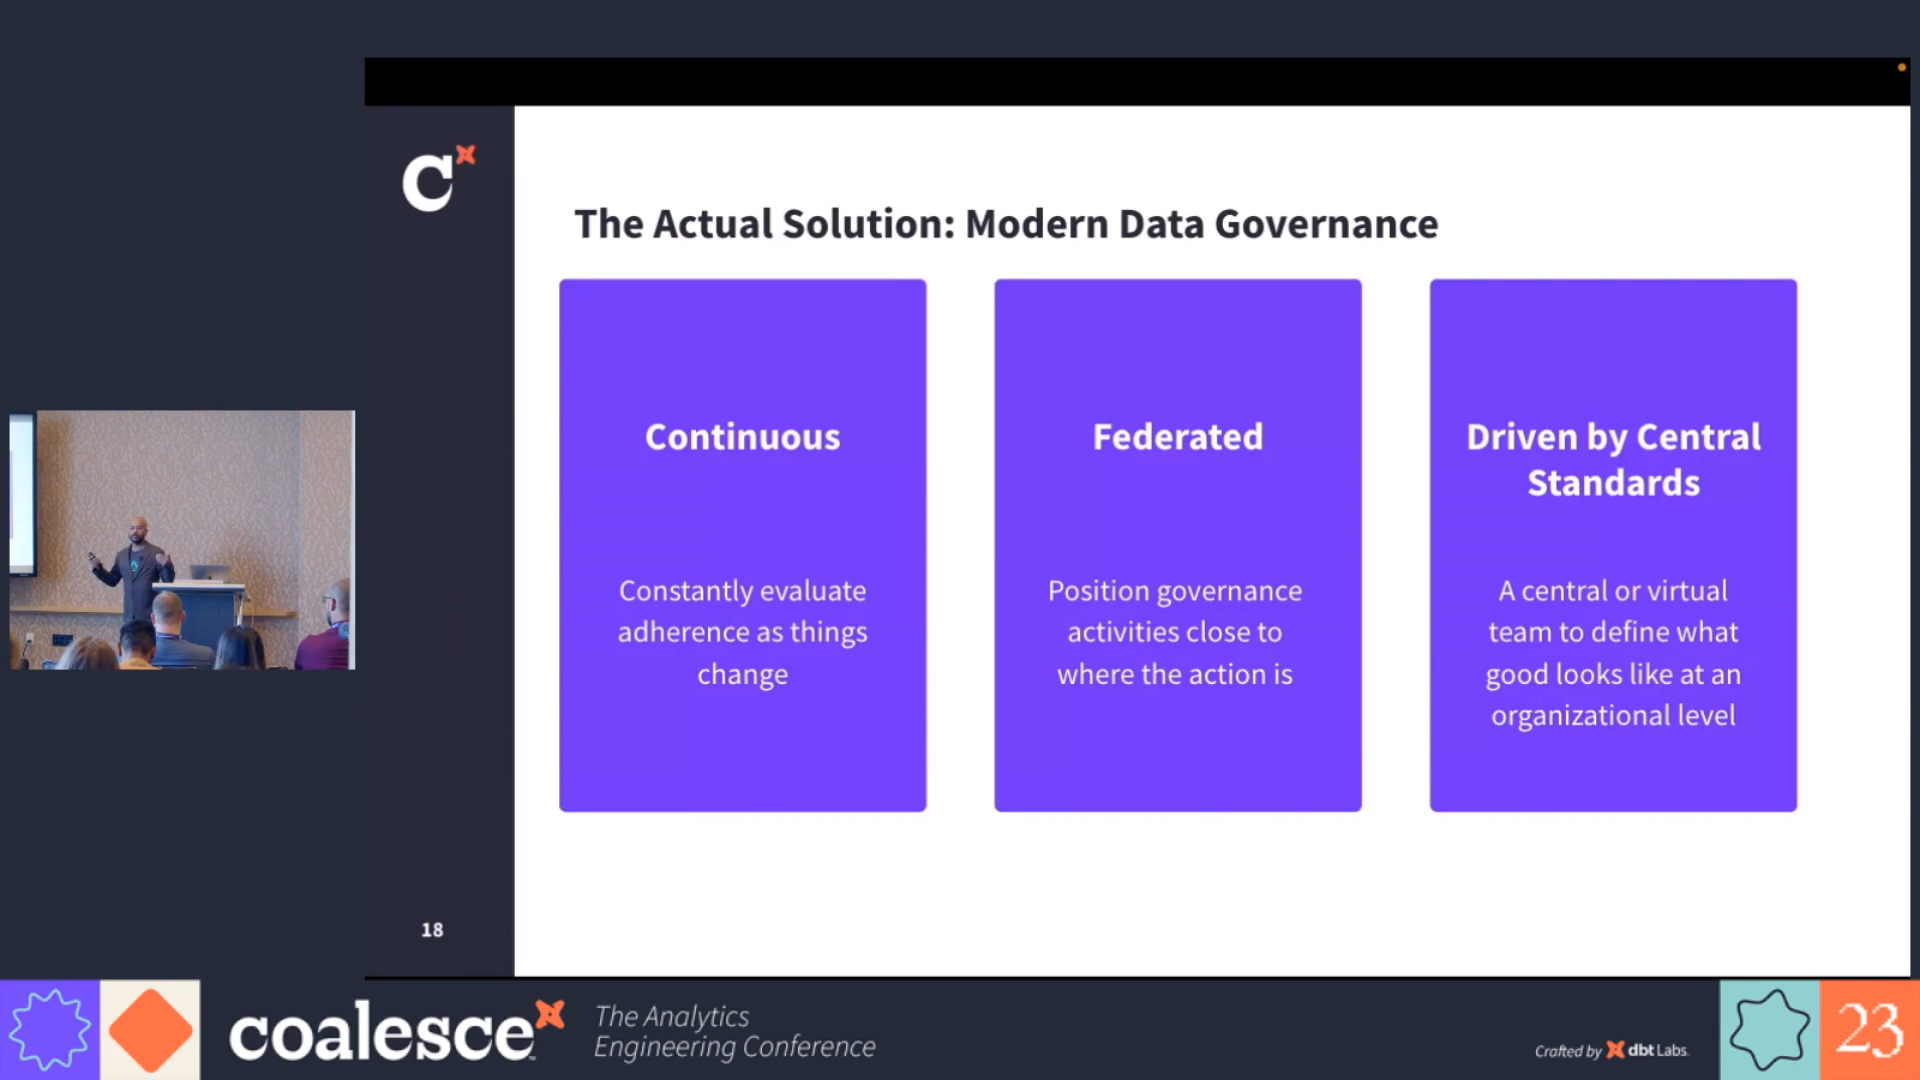 The Actual Solution: Modern Data Governance
Continuous
Constantly evaluate
adherence as things
change
Federated
Position governance
activities close to
where the action is
Driven by Central
Standards
A central or virtual
team to define what
good looks like at an
organizational level
18
coalesce
The Analytics
Engineering Conference
Crafted by dbt Labs.
23